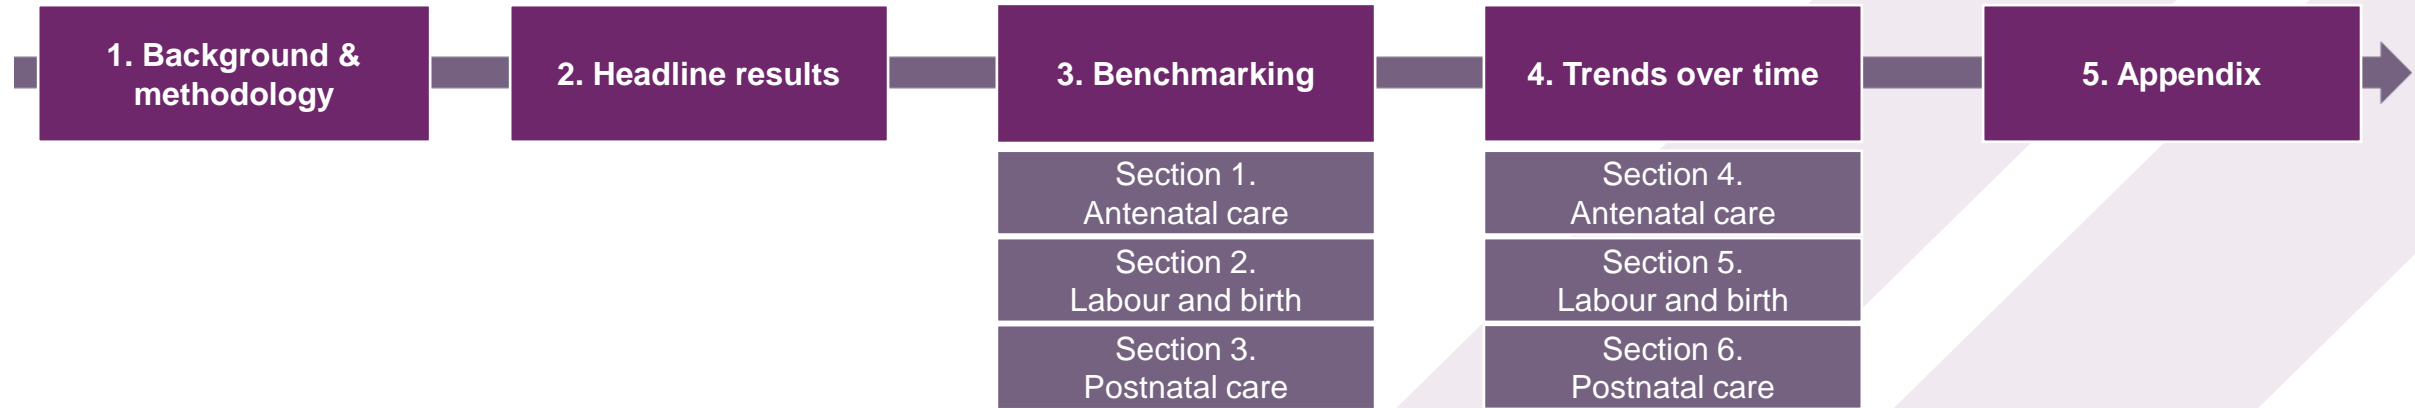 1. Background &
methodology
2. Headline results
3. Benchmarking
4. Trends over time
5. Appendix
Section 1.
Antenatal care
Section 2.
Labour and birth
Section 3.
Postnatal care
Section 4.
Antenatal care
Section 5.
Labour and birth
Section 6.
Postnatal care